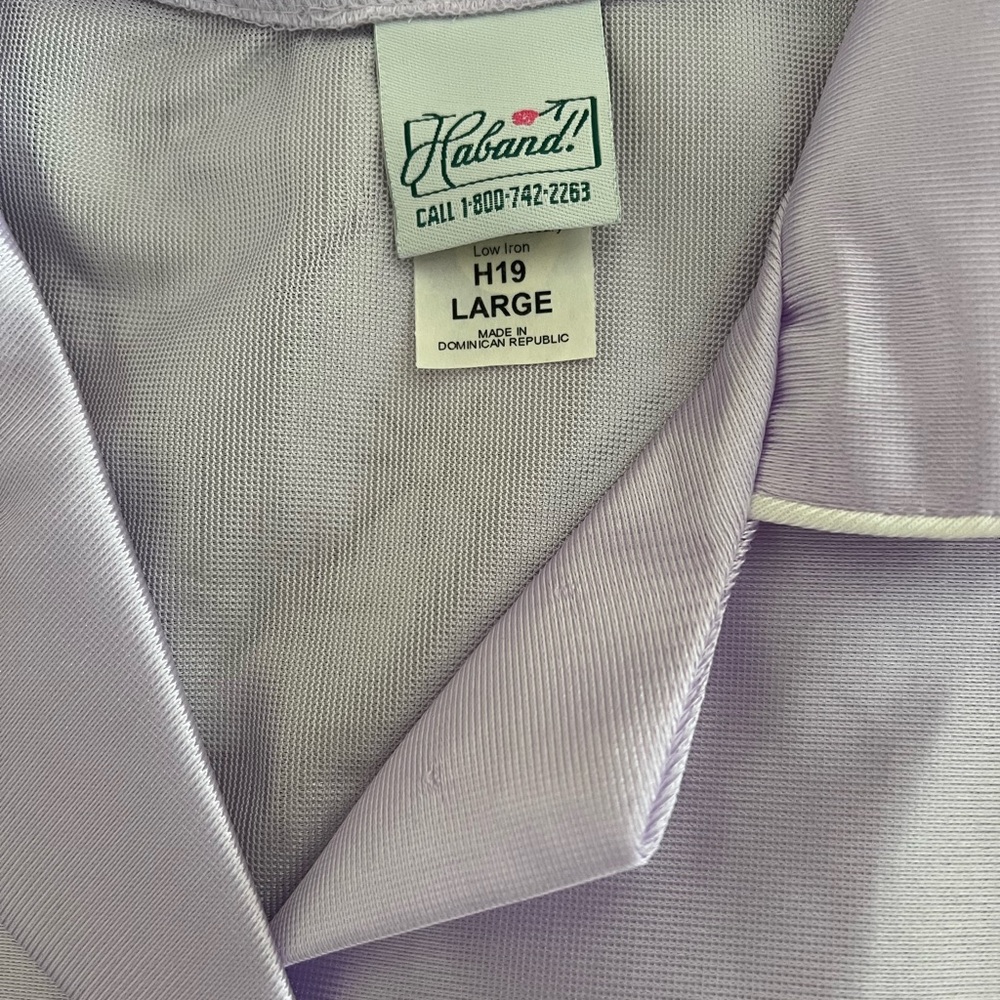 Haband!
CALL 1-800-742-2263
Low Iron
H19
LARGE
MADE IN
DOMINICAN REPUBLIC